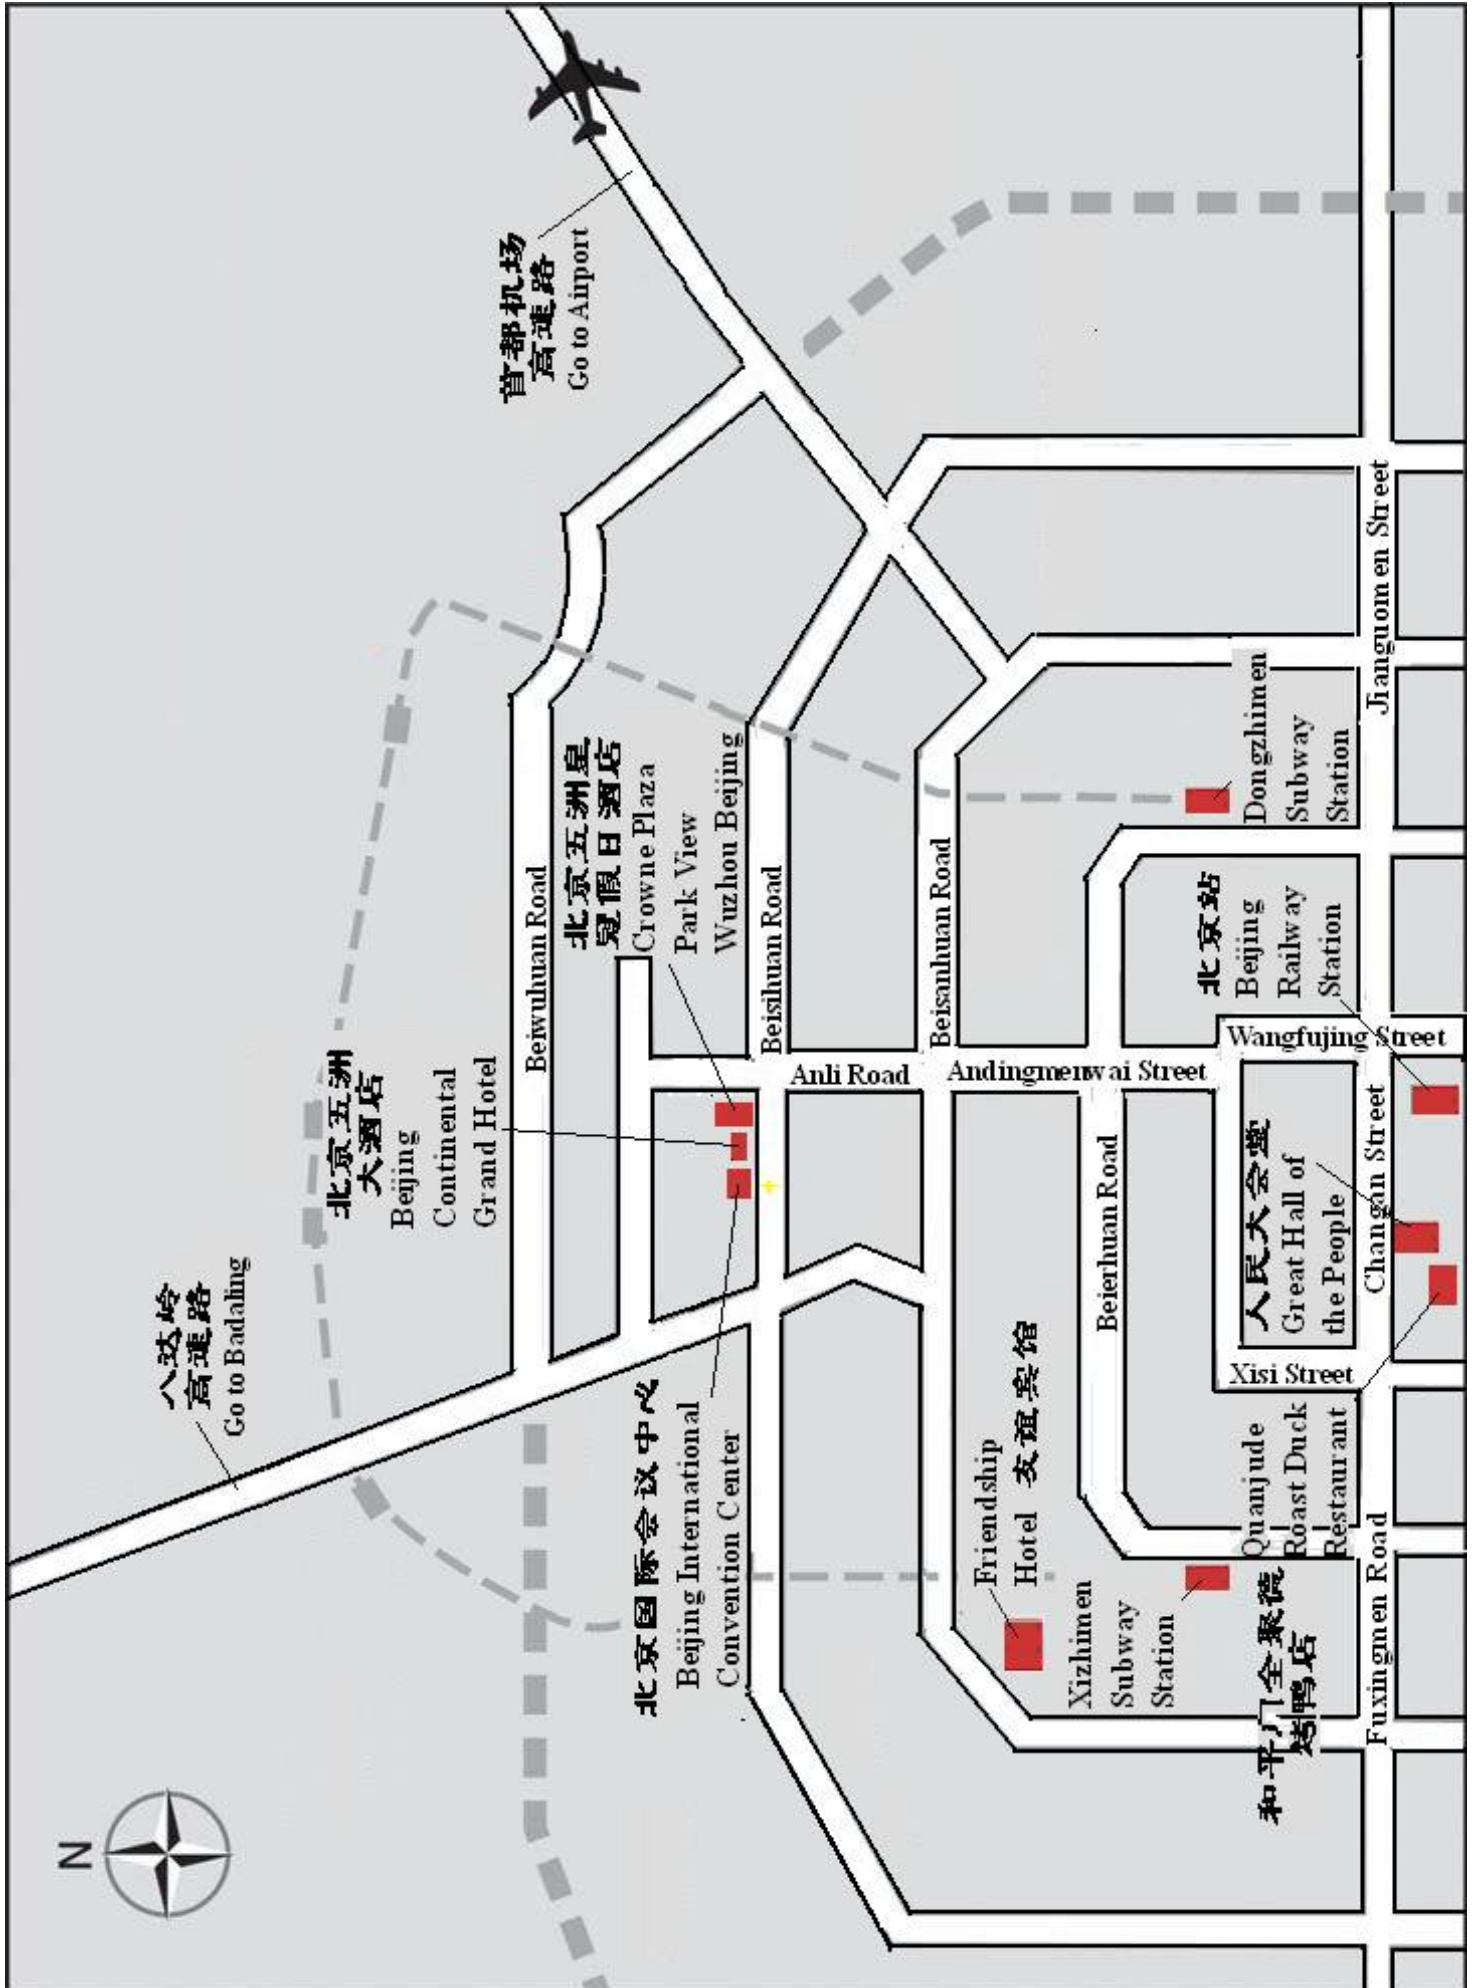 N
八达岭
高速路
Go to Badaling
北京五洲
大酒店
Beijing
Continental
Grand Hotel
首都机场
高速路
Go to Airport
Beiwuhuan Road
北京五洲皇
冠假日酒店
Crowne Plaza
Park View
Wuzhou Beijing
北京国际会议中心
Beijing International
Convention Center
Beisihuan Road
Anli Road
Beisanhuan Road
Andingmenwai Street
Friendship
Hotel 友谊宾馆
Xizhimen
Subway
Station
Beierhuan Road
Dongzhimen
Subway
Station
北京站
Beijing
Railway
Station
Wangfujing Street
人民大会堂
Great Hall of
the People
Xisi Street
Quanjude
Roast Duck
Restaurant
和平门全聚德
烤鸭店
Fuxingmen Road
Changan Street
Jianguomen Street